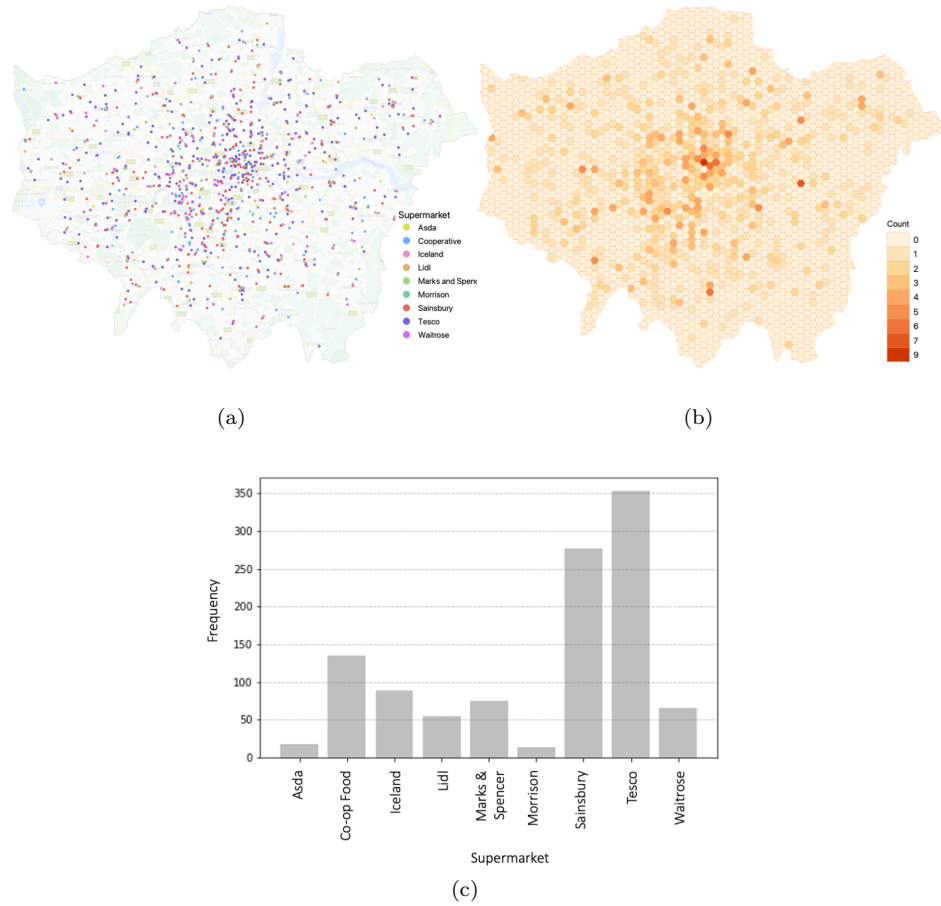 Supermarket
Asda
Cooperative
Iceland
Lidl
Marks and Spenc
Morrison
Sainsbury
Tesco
Waitrose
Count
0
1
2
3
4
5
6
7
9
(a)
(b)
350
300
250
200
150
100
50
0
Frequency
Asda
Co-op Food
Iceland
Lidl
Marks &
Spencer
Morrison
Sainsbury
Tesco
Waitrose
Supermarket
(c)